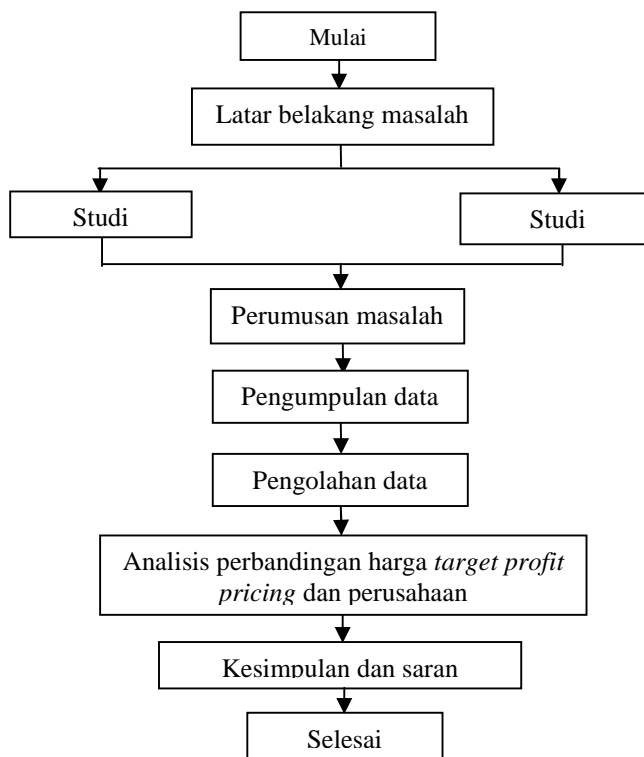 Mulai
Latar belakang masalah
Studi
Studi
Perumusan masalah
Pengumpulan data
Pengolahan data
Analisis perbandingan harga target profit
pricing dan perusahaan
Kesimpulan dan saran
Selesai